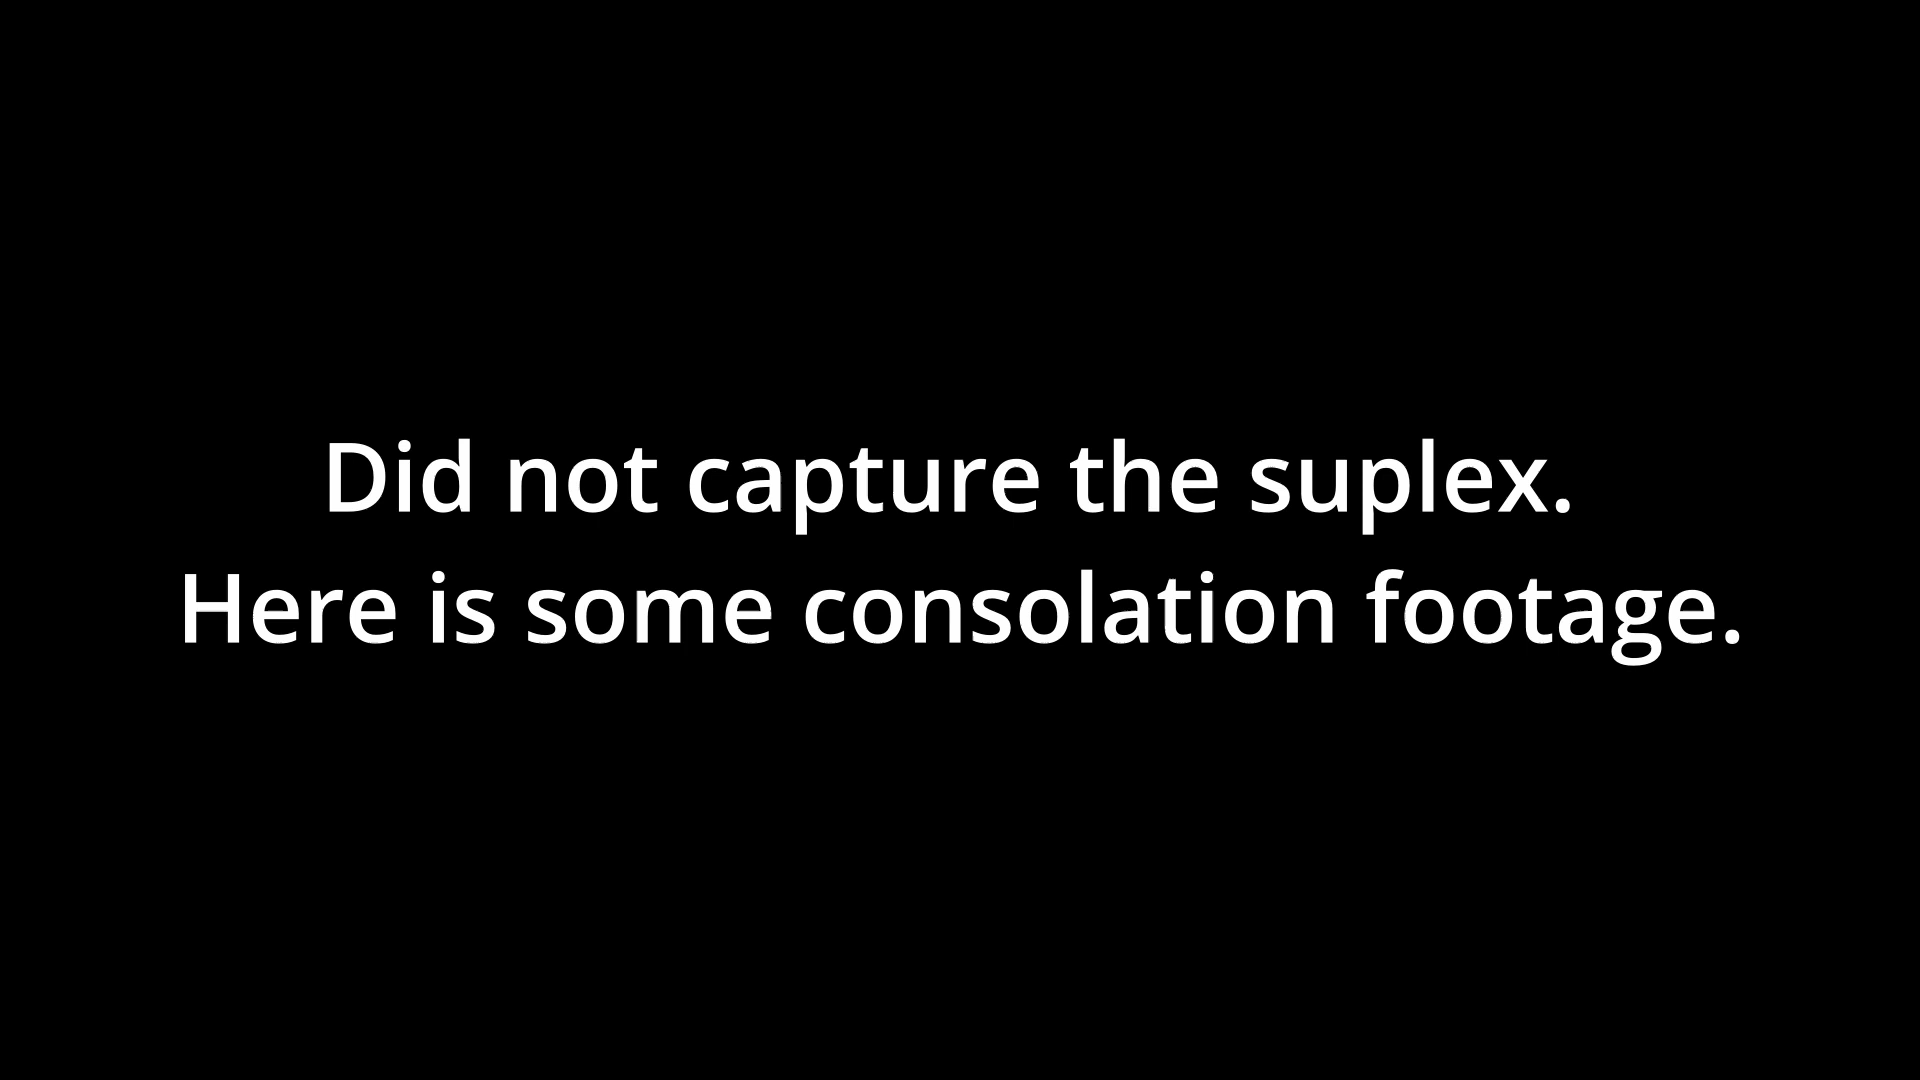 Did not capture the suplex.
Here is some consolation footage.